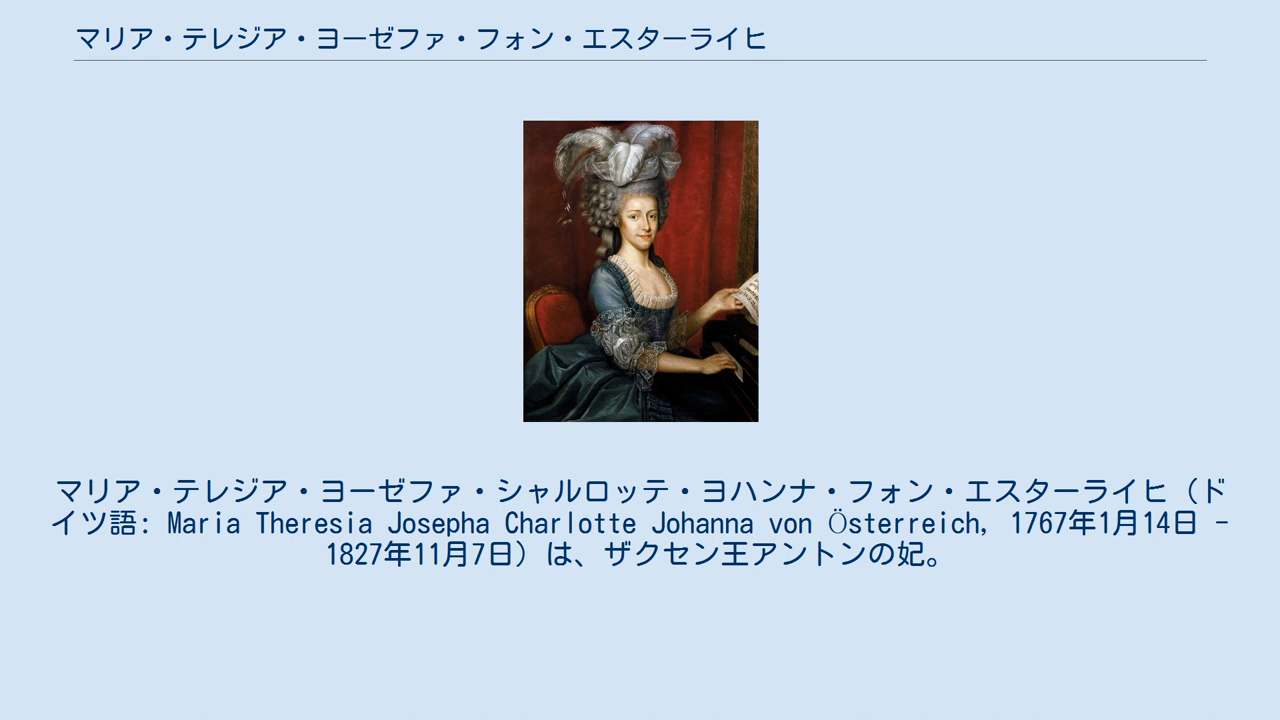 マリア・テレジア・ヨーゼファ・フォン・エスターライヒ
マリア・テレジア・ヨーゼファ・シャルロッテ・ヨハンナ・フォン・エスターライヒ（ド
イツ語: Maria Theresia Josepha Charlotte Johanna von Österreich, 1767年1月14日 -
1827年11月7日）は、ザクセン王アントンの妃。